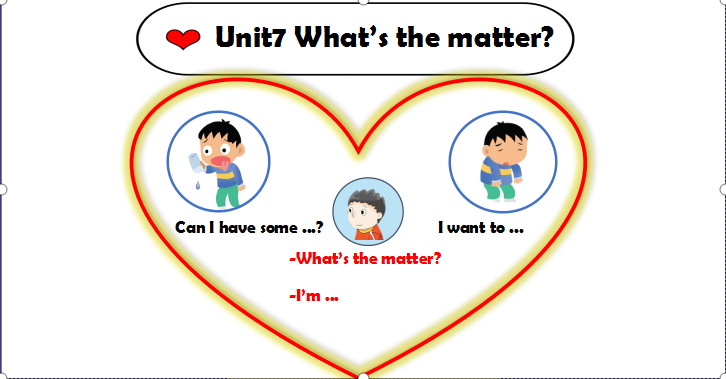 Unit7 What's the matter?
Can I have some ...?
I want to ...
-What's the matter?
-I'm ...